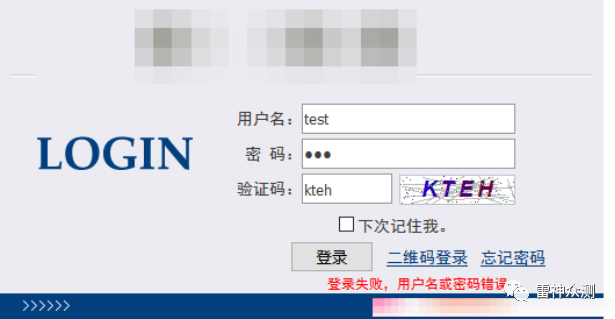 用户名： test
LOGIN
密 码： ●●●
验证码： kteh KTEH
下次记住我。
登录 二维码登录 忘记密码
登录失败，用户名或密码错误
雷神众测
>>>>>>